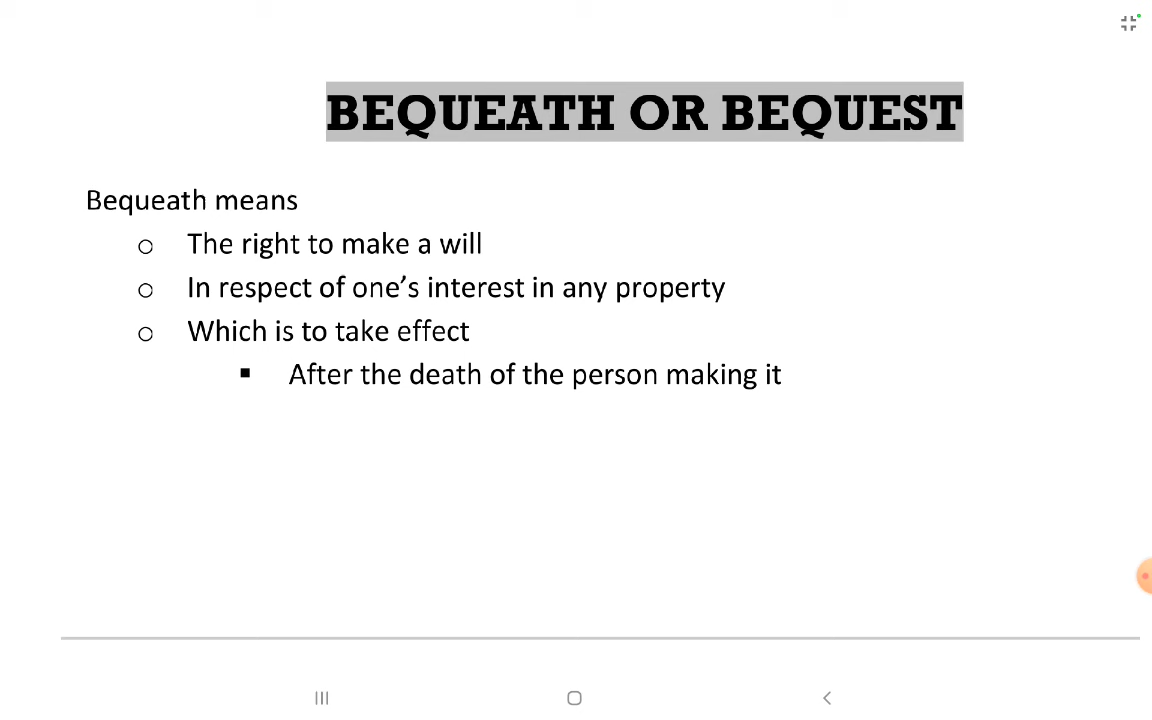 BEQUEATH OR BEQUEST
Bequeath means
o The right to make a will
o In respect of one's interest in any property
o Which is to take effect
▪ After the death of the person making it